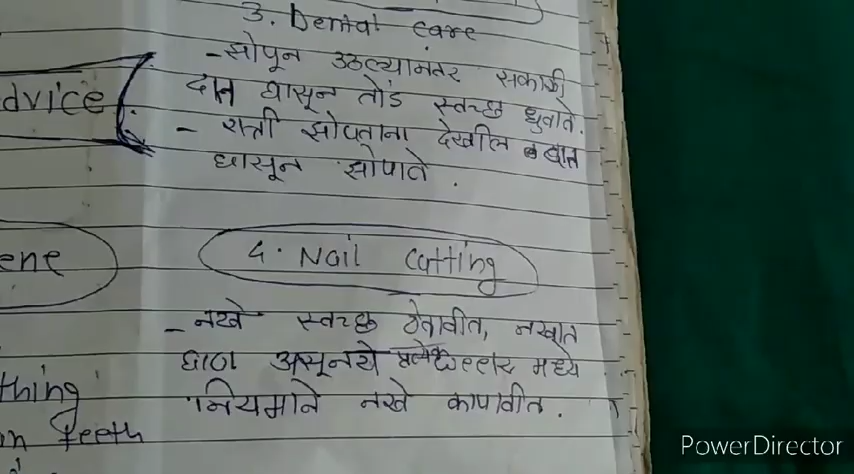 3. Dental care
- सोपून उठल्यानंतर सकाळी
दात घासून तोंड स्वच्छ धुवाते.
- रात्री झोपताना देखील दात
घासून झोपाते.
dvice
ene
4. Nail Cutting
- नखे स्वच्छ ठेवावीत, नखात
घाण असूनये मध्ये
नियमाने नखे कापावीत.
thing
n teeth
PowerDirector